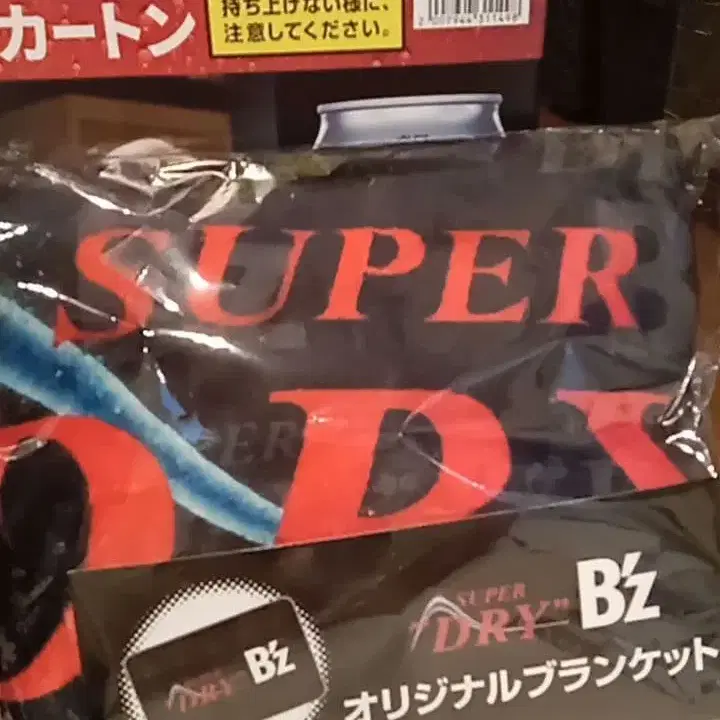 持ち上げない様に、
注意してください。
カートン
SUPER
DRY
SUPER
"DRY"
B'z
オリジナルブランケット
DRY
B'z